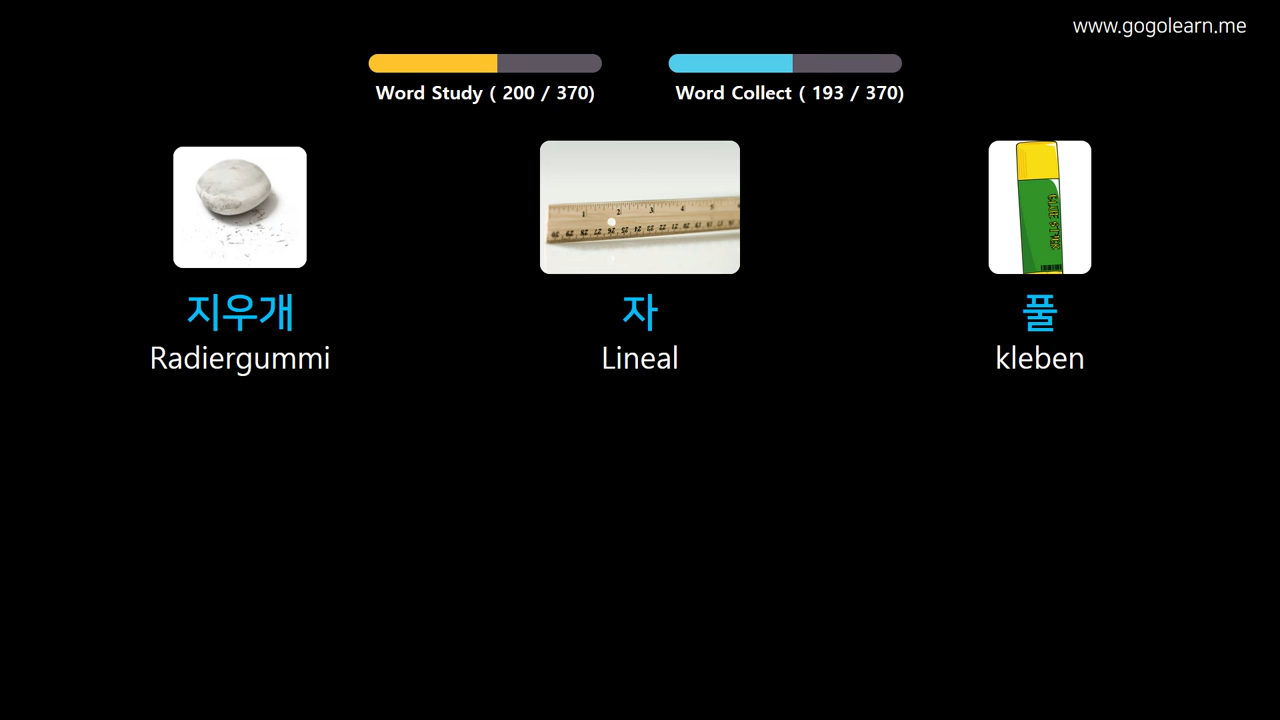 www.gogolearn.me
Word Study ( 200 / 370)
Word Collect ( 193 / 370)
지우개
자
풀
Radiergummi
Lineal
kleben